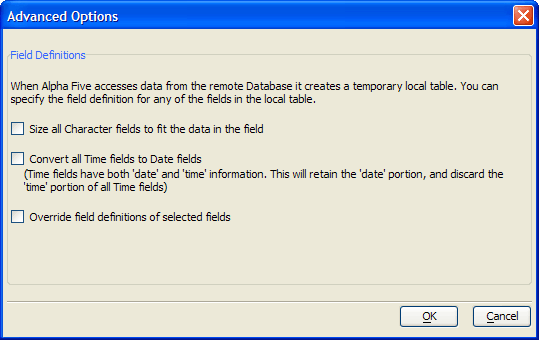 Advanced Options
Field Definitions
When Alpha Five accesses data from the remote Database it creates a temporary local table. You can
specify the field definition for any of the fields in the local table.
Size all Character fields to fit the data in the field
Convert all Time fields to Date fields
(Time fields have both 'date' and 'time' information. This will retain the 'date' portion, and discard the
'time' portion of all Time fields)
Override field definitions of selected fields
OK
Cancel